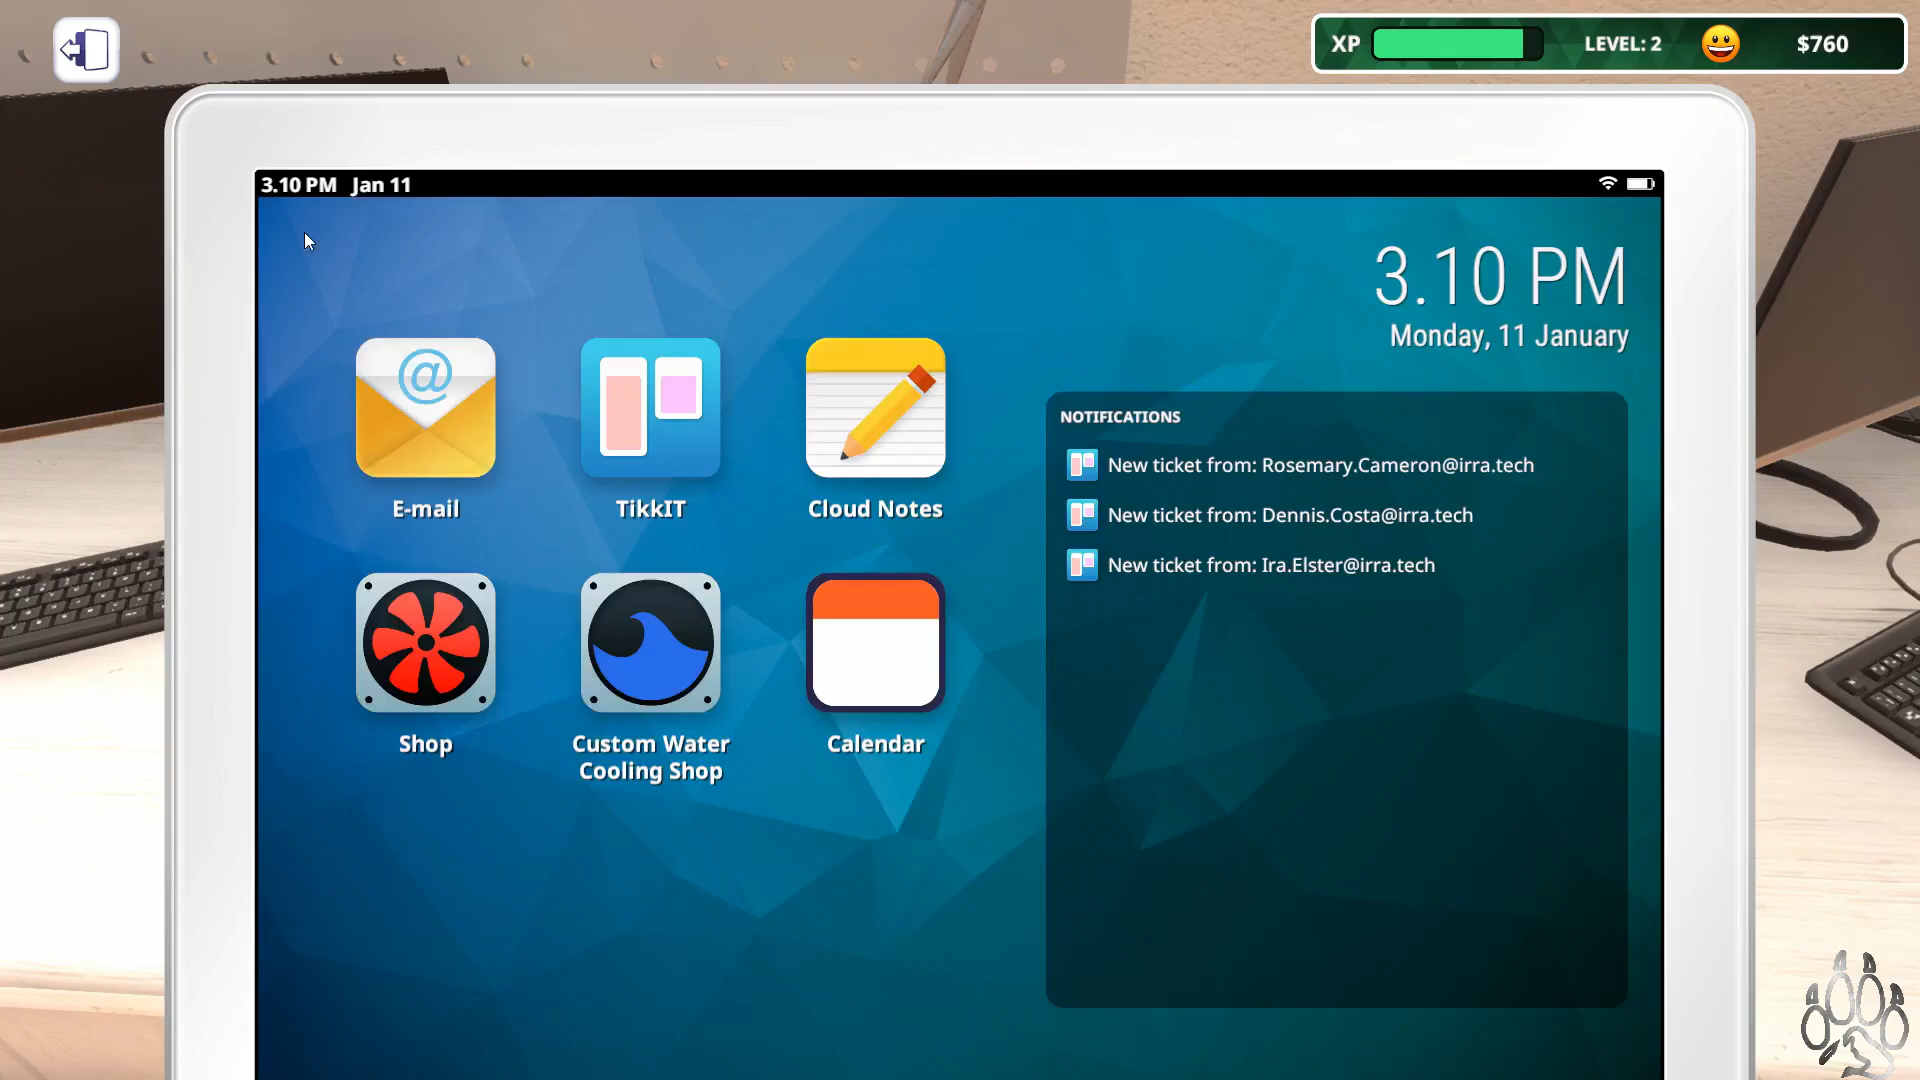 XP
LEVEL: 2
$760
3.10 PM Jan 11
3.10 PM
Monday, 11 January
@
E-mail
TikkIT
Cloud Notes
NOTIFICATIONS
New ticket from: Rosemary.Cameron@irra.tech
New ticket from: Dennis.Costa@irra.tech
New ticket from: Ira.Elster@irra.tech
Shop
Custom Water
Cooling Shop
Calendar